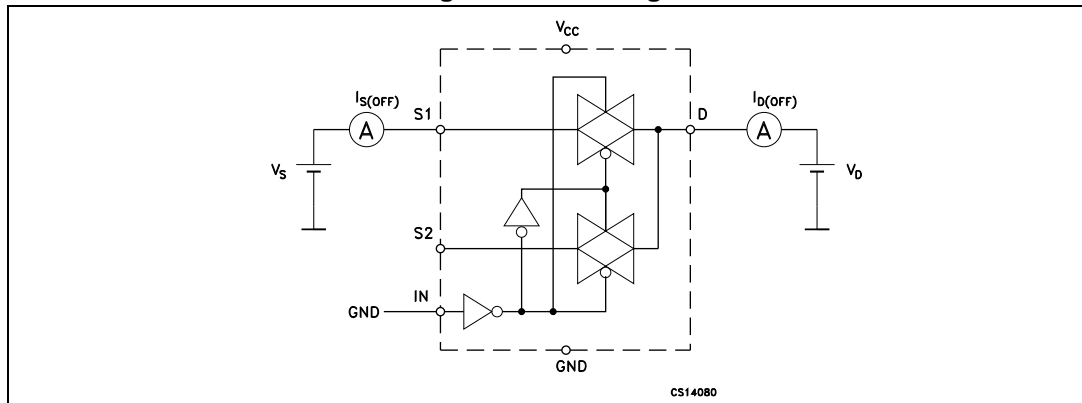 V_CC
I_S(OFF)
S1
A
D
I_D(OFF)
A
V_S
V_D
S2
IN
GND
GND
CS14080